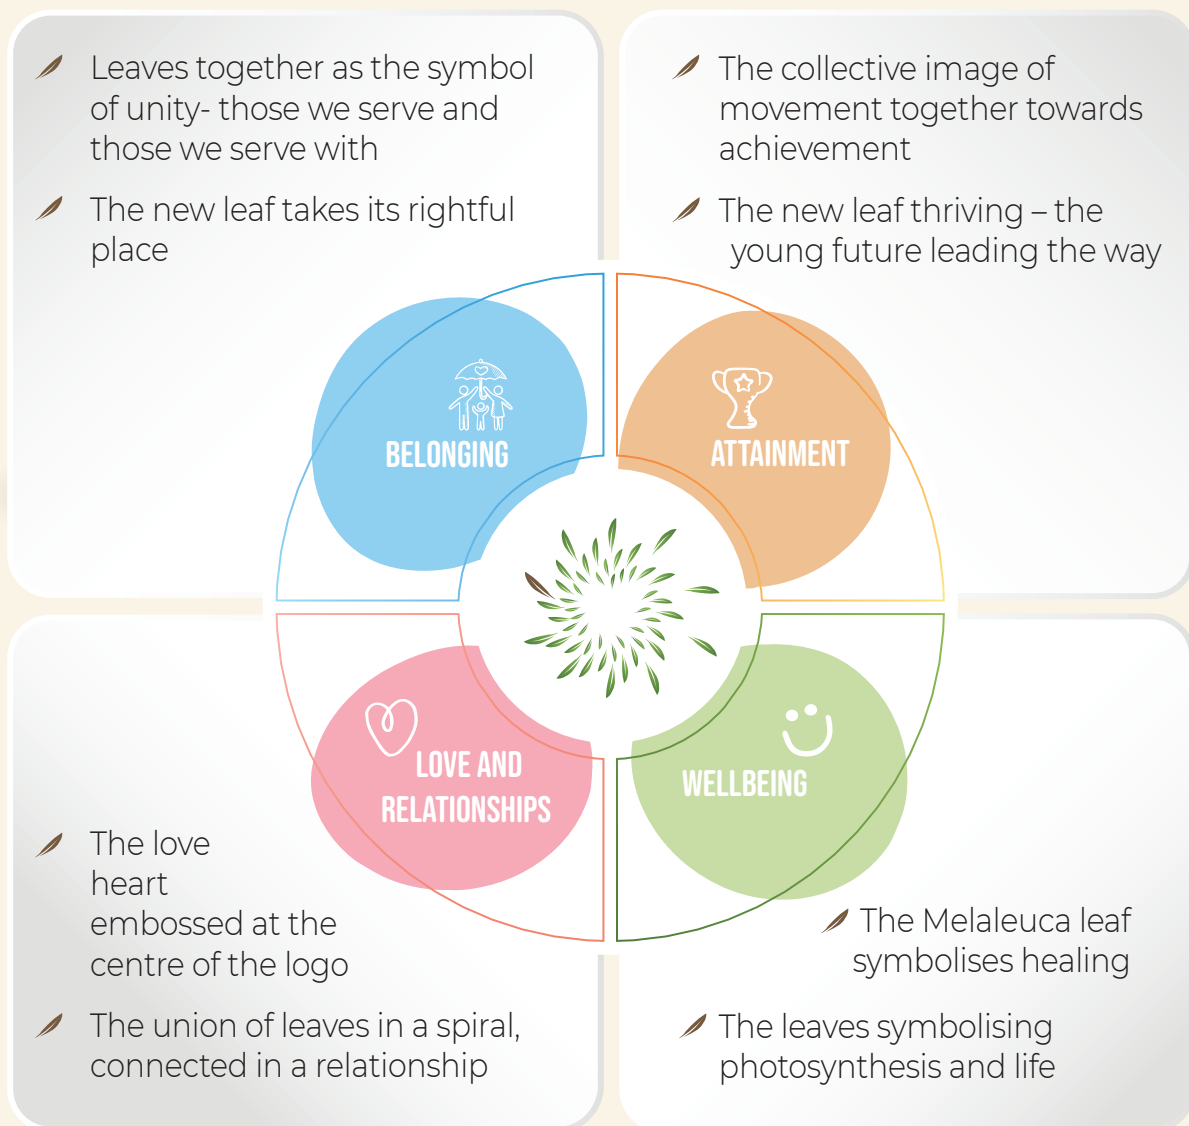 Leaves together as the symbol
of unity- those we serve and
those we serve with
The new leaf takes its rightful
place
The collective image of
movement together towards
achievement
The new leaf thriving – the
young future leading the way
BELONGING
ATTAINMENT
LOVE AND
RELATIONSHIPS
WELLBEING
The love
heart
embossed at the
centre of the logo
The union of leaves in a spiral,
connected in a relationship
The Melaleuca leaf
symbolises healing
The leaves symbolising
photosynthesis and life